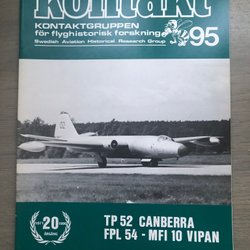 kontakt
KONTAKTGRUPPEN
för flyghistorisk forskning
Swedish Aviation Historical Research Group
95
TP 52 CANBERRA
FPL 54 - MFI 10 VIPAN
20